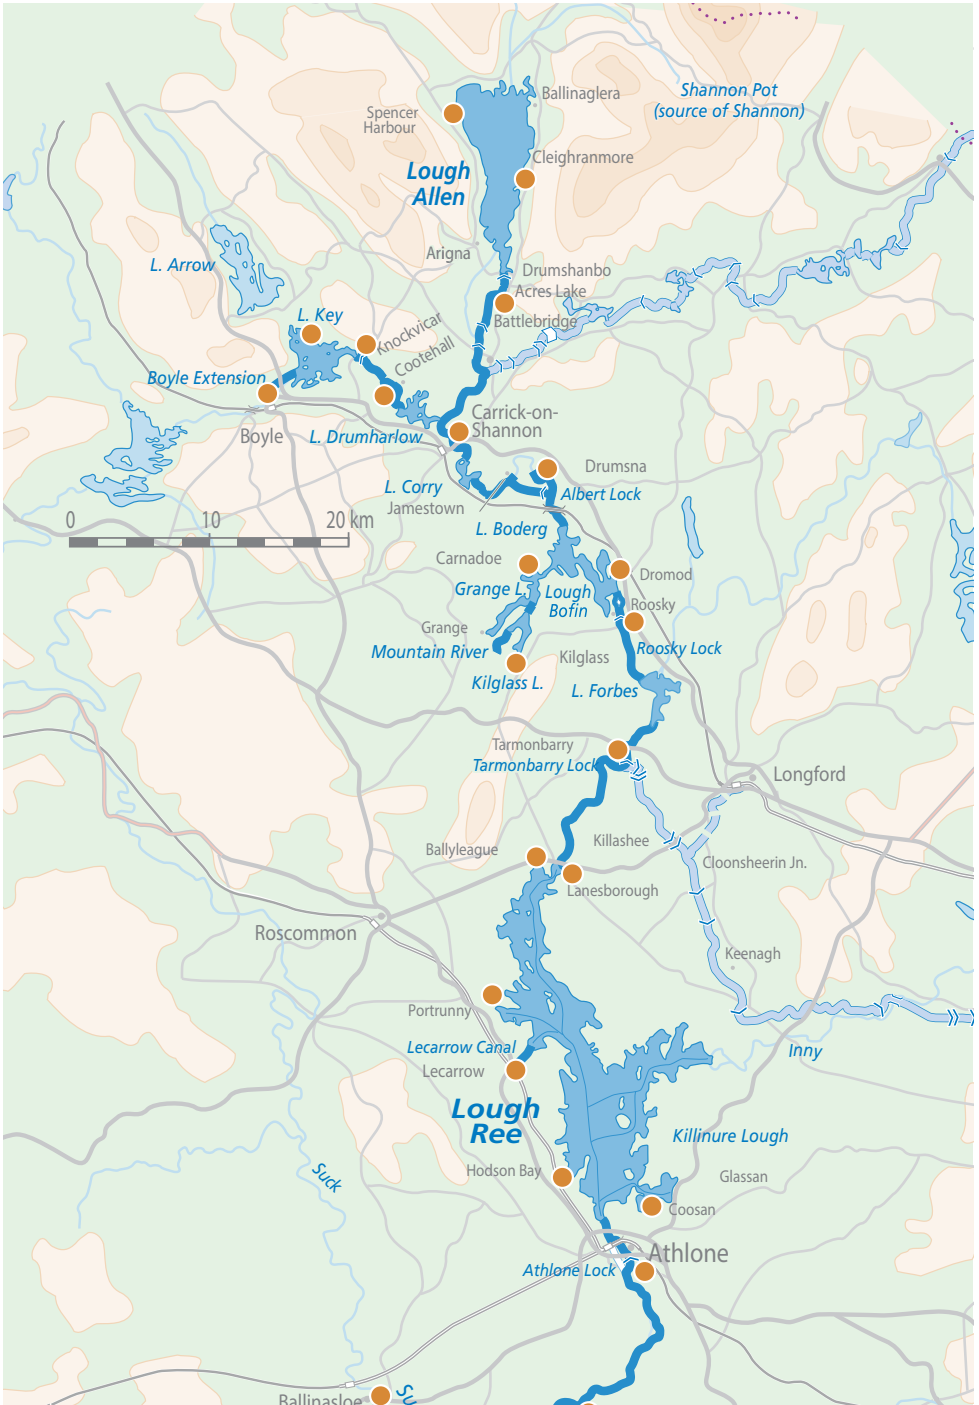 Shannon Pot
(source of Shannon)
Ballinaglera
Spencer
Harbour
Cleighranmore
Lough
Allen
Arigna
L. Arrow
Drumshanbo
Acres Lake
L. Key
Knockvicar
Battlebridge
Cootehall
Boyle Extension
Boyle
L. Drumharlow
Carrick-on-
Shannon
Drumsna
L. Corry
Albert Lock
Jamestown
0 10 20 km
L. Boderg
Carnadoe
Dromod
Grange L.
Lough
Bofin
Roosky
Grange
Mountain River
Roosky Lock
Kilglass
Kilglass L.
L. Forbes
Tarmonbarry
Tarmonbarry Lock
Longford
Killashee
Ballyleague
Cloonsheerin Jn.
Lanesborough
Roscommon
Keenagh
Portrunny
Lecarrow Canal
Inny
Lecarrow
Lough
Ree
Killinure Lough
Hodson Bay
Glassan
Suck
Coosan
Athlone
Athlone Lock
Ballinasloe
Su